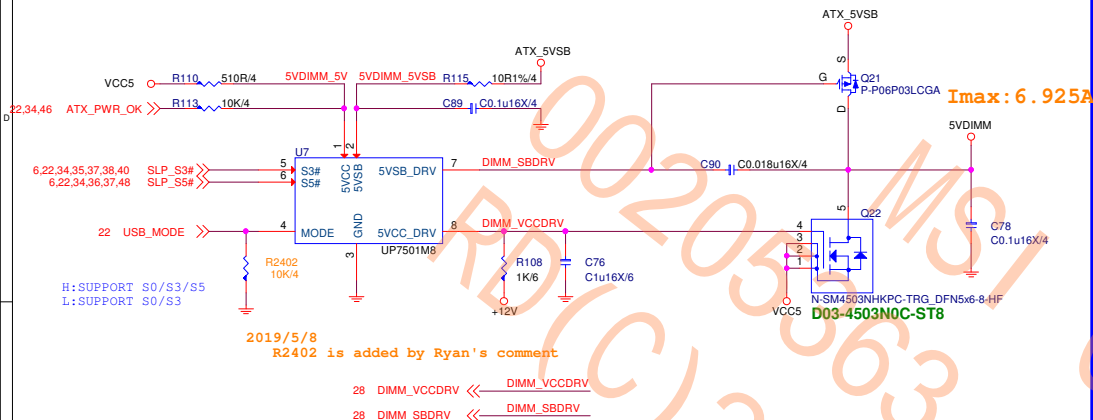 ATX_5VSB
ATX_5VSB
VCC5
R110
510R/4
5VDIMM_5V
5VDIMM_5VSB
R115
10R1%/4
S
G
Q21
P-P06P03LCGA
D
Imax:6.925A
22,34,46
ATX_PWR_OK
R113
10K/4
C89
C0.1u16X/4
D
5VDIMM
1
2
U7
6,22,34,35,37,38,40
SLP_S3#
5
S3#
5VCC
5VSB
5VSB_DRV
7
DIMM_SBDRV
C90
C0.018u16X/4
6,22,34,36,37,48
SLP_S5#
6
S5#
5
Q22
22
USB_MODE
4
MODE
GND
5VCC_DRV
8
DIMM_VCCDRV
4
3
2
1
C78
C0.1u16X/4
UP7501M8
3
R2402
10K/4
R108
1K/6
C76
C1u16X/6
H:SUPPORT S0/S3/S5
L:SUPPORT S0/S3
+12V
VCC5
N-SM4503NHKPC-TRG_DFN5x6-8-HF
D03-4503N0C-ST8
2019/5/8
R2402 is added by Ryan's comment
28
DIMM_VCCDRV
DIMM_VCCDRV
28
DIMM_SBDRV
DIMM_SBDRV
MSI
00205363
RD(C)